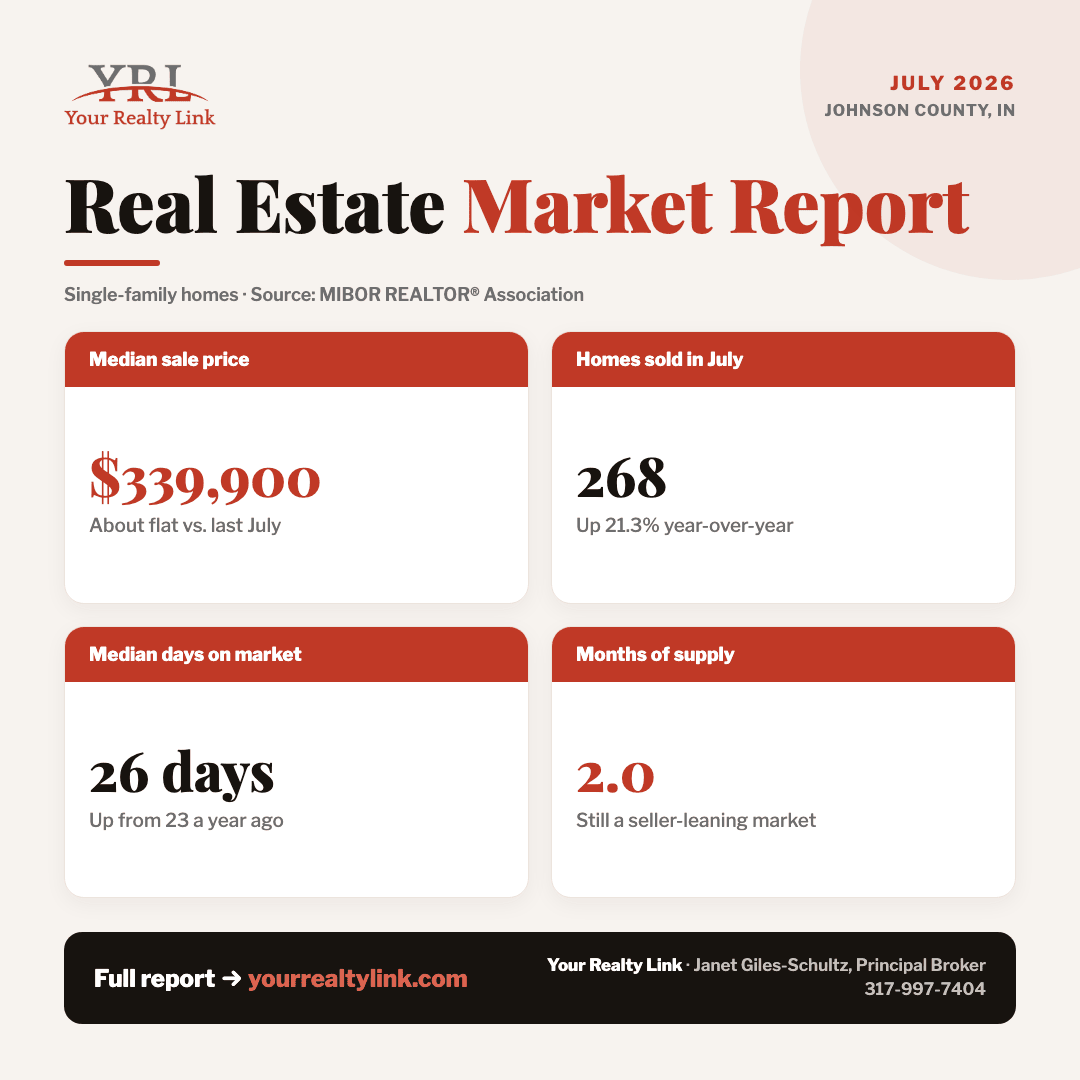 YRL
Your Realty Link
JULY 2026
JOHNSON COUNTY, IN
Real Estate Market Report
Single-family homes · Source: MIBOR REALTOR® Association
Median sale price
$339,900
About flat vs. last July
Homes sold in July
268
Up 21.3% year-over-year
Median days on market
26 days
Up from 23 a year ago
Months of supply
2.0
Still a seller-leaning market
Full report → yourrealtylink.com
Your Realty Link · Janet Giles-Schultz, Principal Broker
317-997-7404